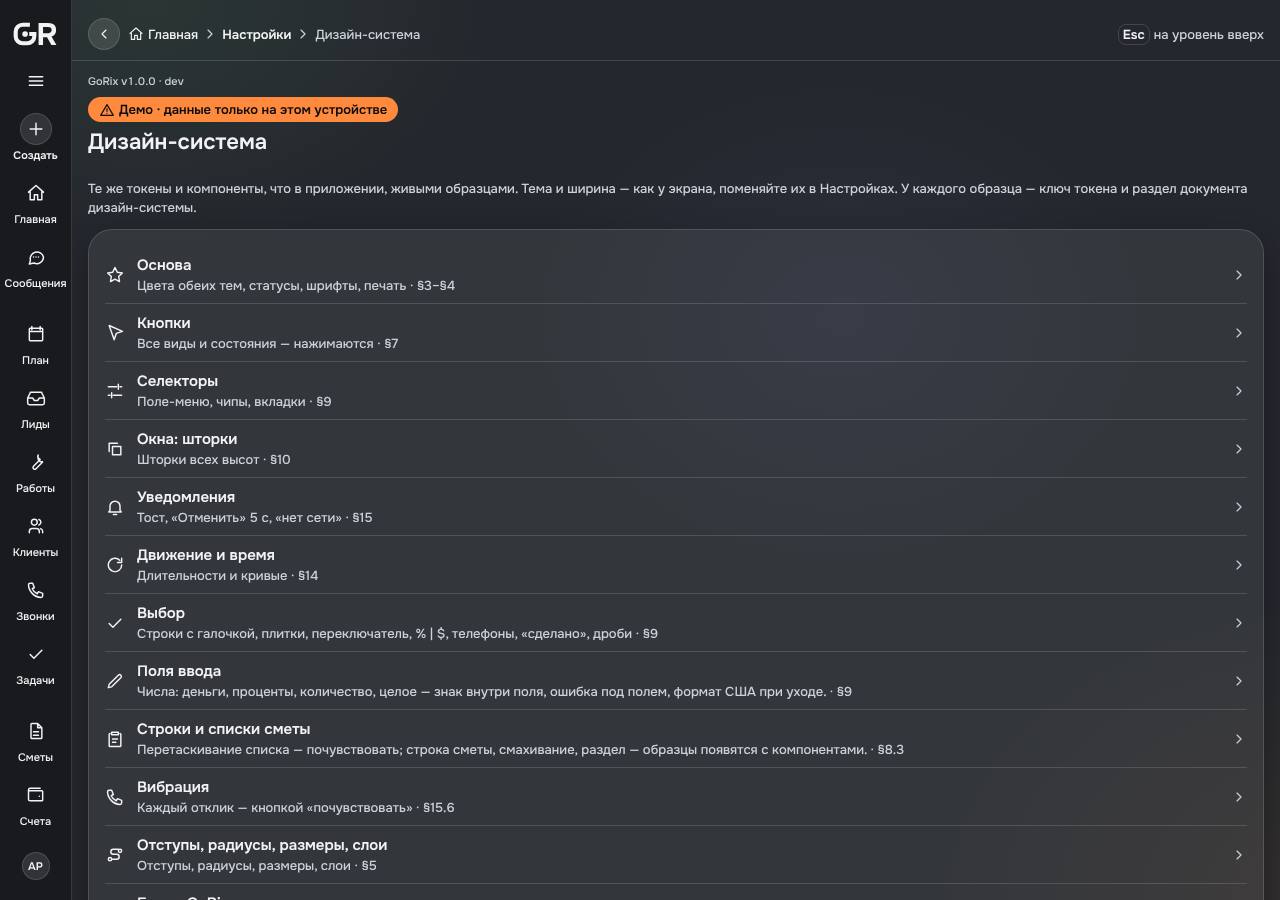 GR
Главная
Настройки
Дизайн-система
Esc на уровень вверх
GoRix v1.0.0 · dev
Демо · данные только на этом устройстве
Дизайн-система
Те же токены и компоненты, что в приложении, живыми образцами. Тема и ширина — как у экрана, поменяйте их в Настройках. У каждого образца — ключ токена и раздел документа
дизайн-системы.
Создать
Главная
Сообщения
План
Лиды
Работы
Клиенты
Звонки
Задачи
Сметы
Счета
AP
Основа
Цвета обеих тем, статусы, шрифты, печать · §3–§4
Кнопки
Все виды и состояния — нажимаются · §7
Селекторы
Поле-меню, чипы, вкладки · §9
Окна: шторки
Шторки всех высот · §10
Уведомления
Тост, «Отменить» 5 с, «нет сети» · §15
Движение и время
Длительности и кривые · §14
Выбор
Строки с галочкой, плитки, переключатель, % | $, телефоны, «сделано», дроби · §9
Поля ввода
Числа: деньги, проценты, количество, целое — знак внутри поля, ошибка под полем, формат США при уходе. · §9
Строки и списки сметы
Перетаскивание списка — почувствовать; строка сметы, смахивание, раздел — образцы появятся с компонентами. · §8.3
Вибрация
Каждый отклик — кнопкой «почувствовать» · §15.6
Отступы, радиусы, размеры, слои
Отступы, радиусы, размеры, слои · §5